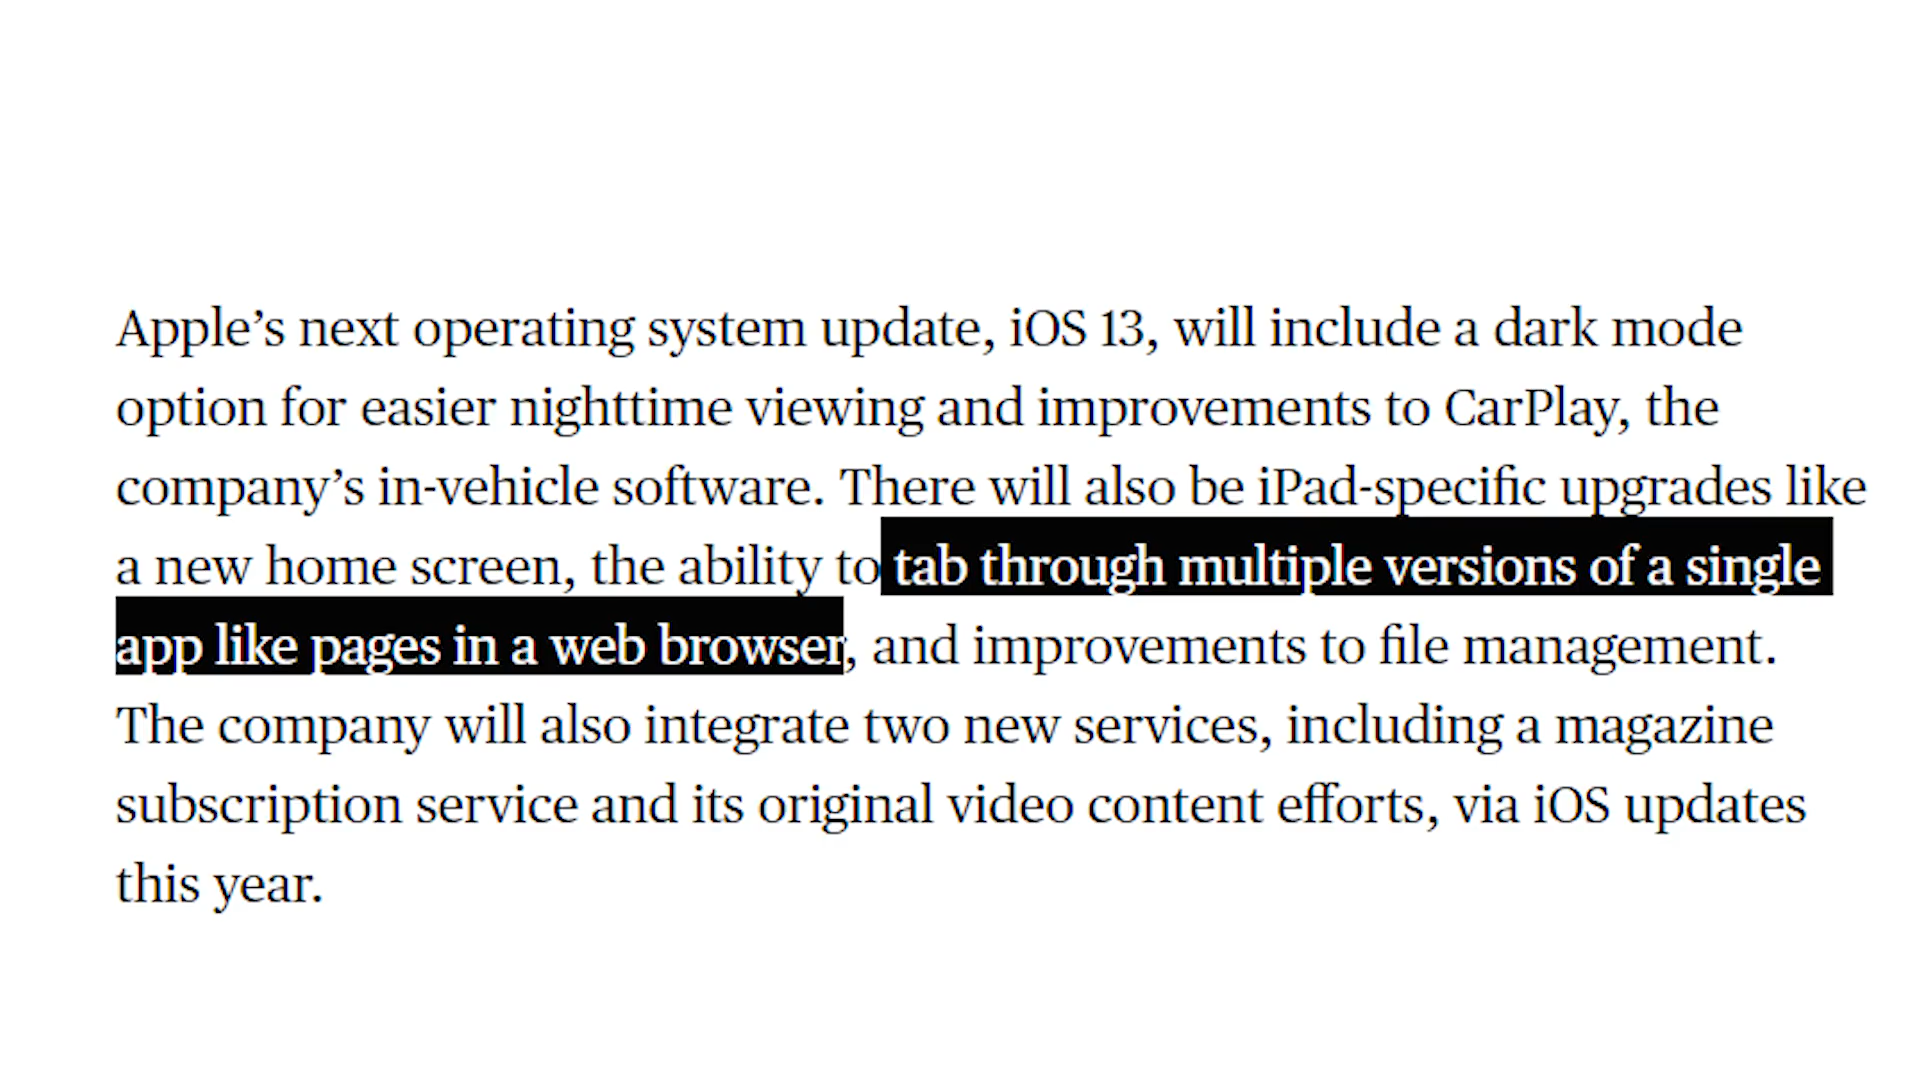 Apple’s next operating system update, iOS 13, will include a dark mode
option for easier nighttime viewing and improvements to CarPlay, the
company’s in-vehicle software. There will also be iPad-specific upgrades like
a new home screen, the ability to tab through multiple versions of a single
app like pages in a web browser, and improvements to file management.
The company will also integrate two new services, including a magazine
subscription service and its original video content efforts, via iOS updates
this year.